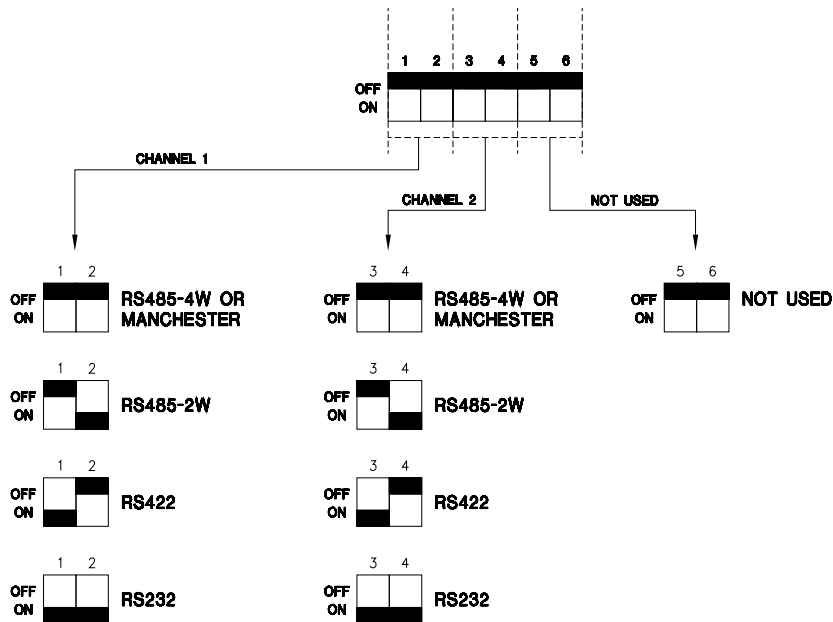 1 2 3 4 5 6
OFF
ON
CHANNEL 1
CHANNEL 2
NOT USED
1 2
OFF
ON
RS485-4W OR
MANCHESTER
3 4
OFF
ON
RS485-4W OR
MANCHESTER
5 6
OFF
ON
NOT USED
1 2
OFF
ON
RS485-2W
3 4
OFF
ON
RS485-2W
1 2
OFF
ON
RS422
3 4
OFF
ON
RS422
1 2
OFF
ON
RS232
3 4
OFF
ON
RS232